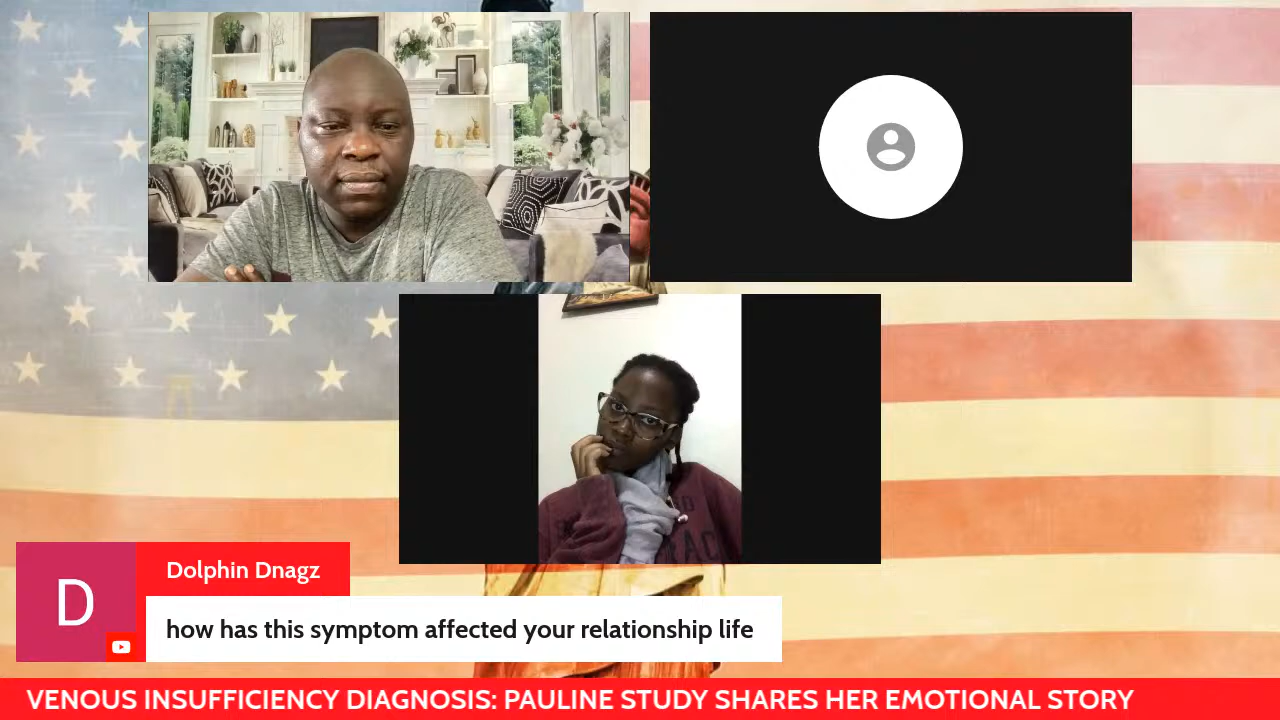 D
Dolphin Dnagz
how has this symptom affected your relationship life
VENOUS INSUFFICIENCY DIAGNOSIS: PAULINE STUDY SHARES HER EMOTIONAL STORY